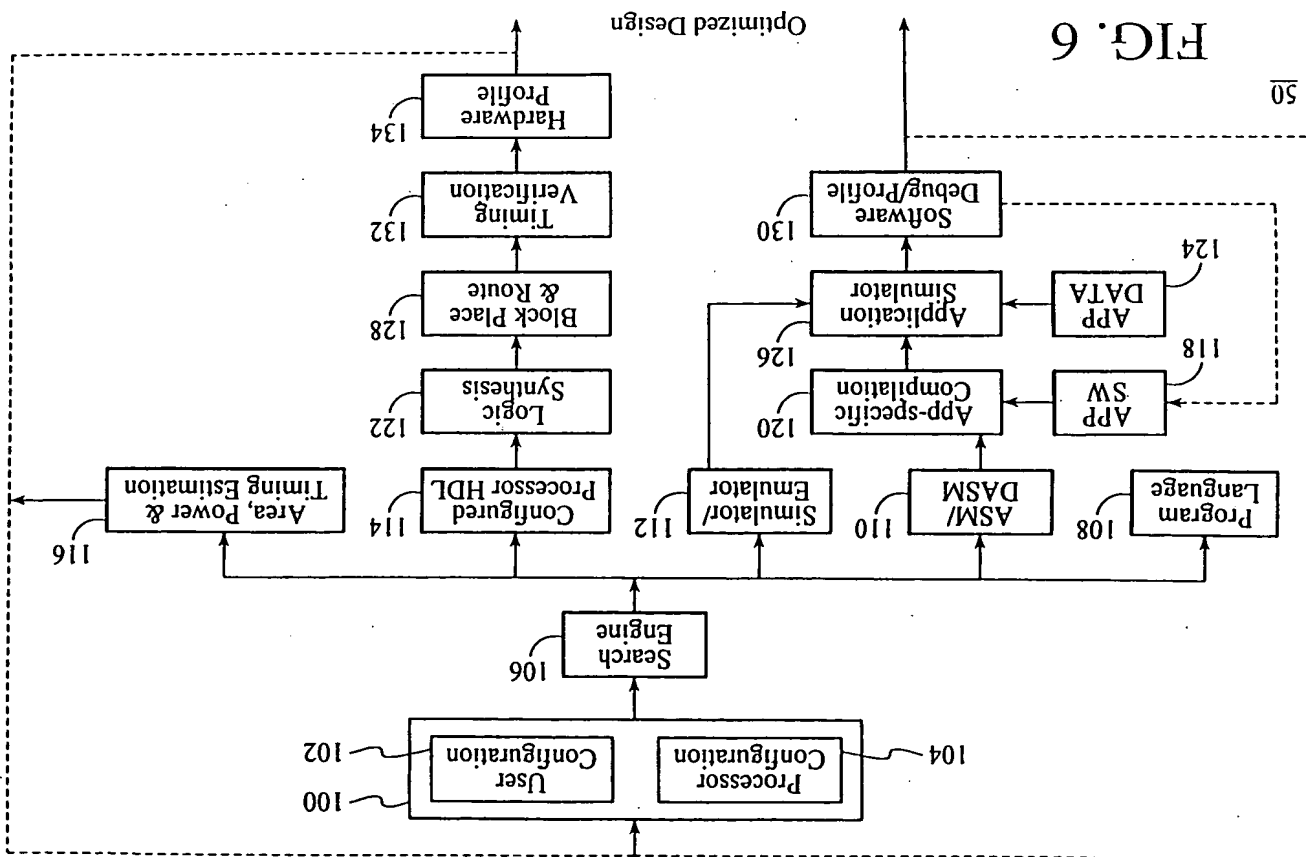 100
User
Configuration
102
Processor
Configuration
104
Search
Engine
106
Program
Language
108
ASM/
DASM
110
Simulator/
Emulator
112
Configured
Processor HDL
114
Area, Power &
Timing Estimation
116
APP
SW
118
App-specific
Compilation
120
Logic
Synthesis
122
APP
DATA
124
Application
Simulator
126
Block Place
& Route
128
Software
Debug/Profile
130
Timing
Verification
132
Hardware
Profile
134
Optimized Design
50
FIG. 6